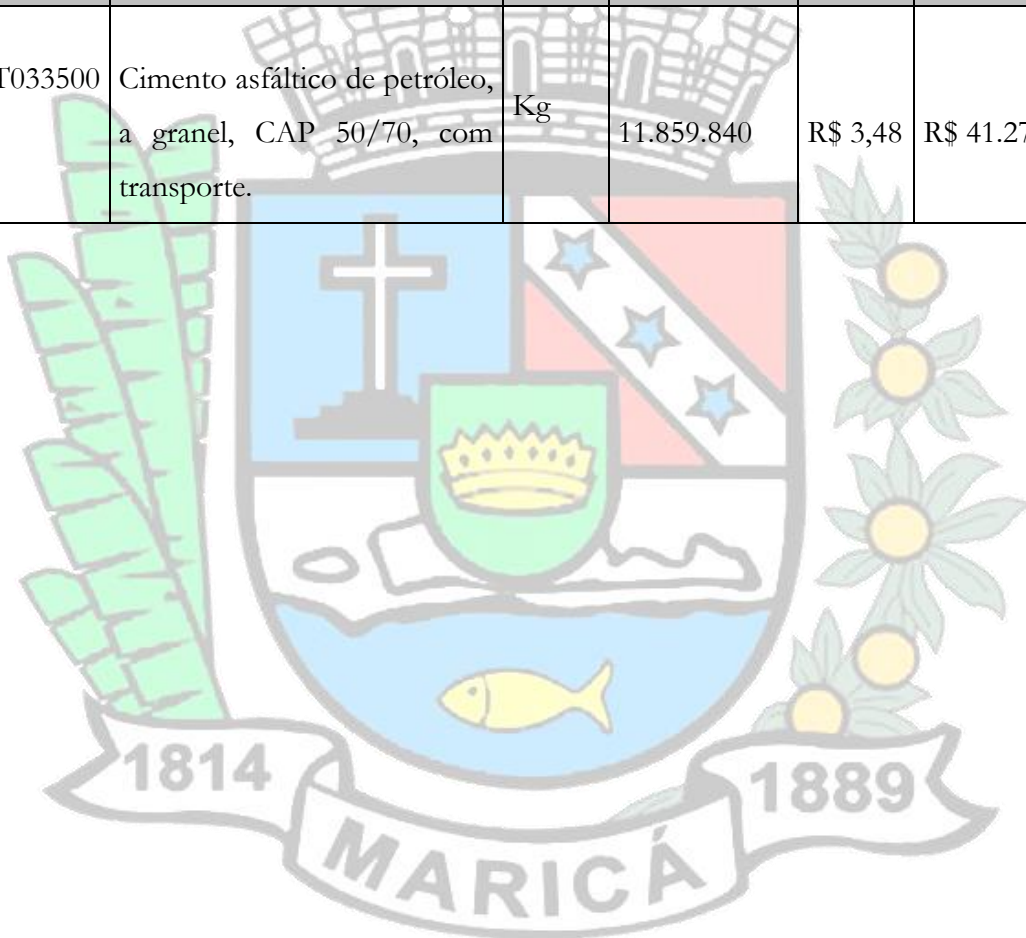 T033500
Cimento asfáltico de petróleo,
a granel, CAP 50/70, com
transporte.
Kg
11.859.840
R$ 3,48
R$ 41.27
1814
1889
MARICÁ